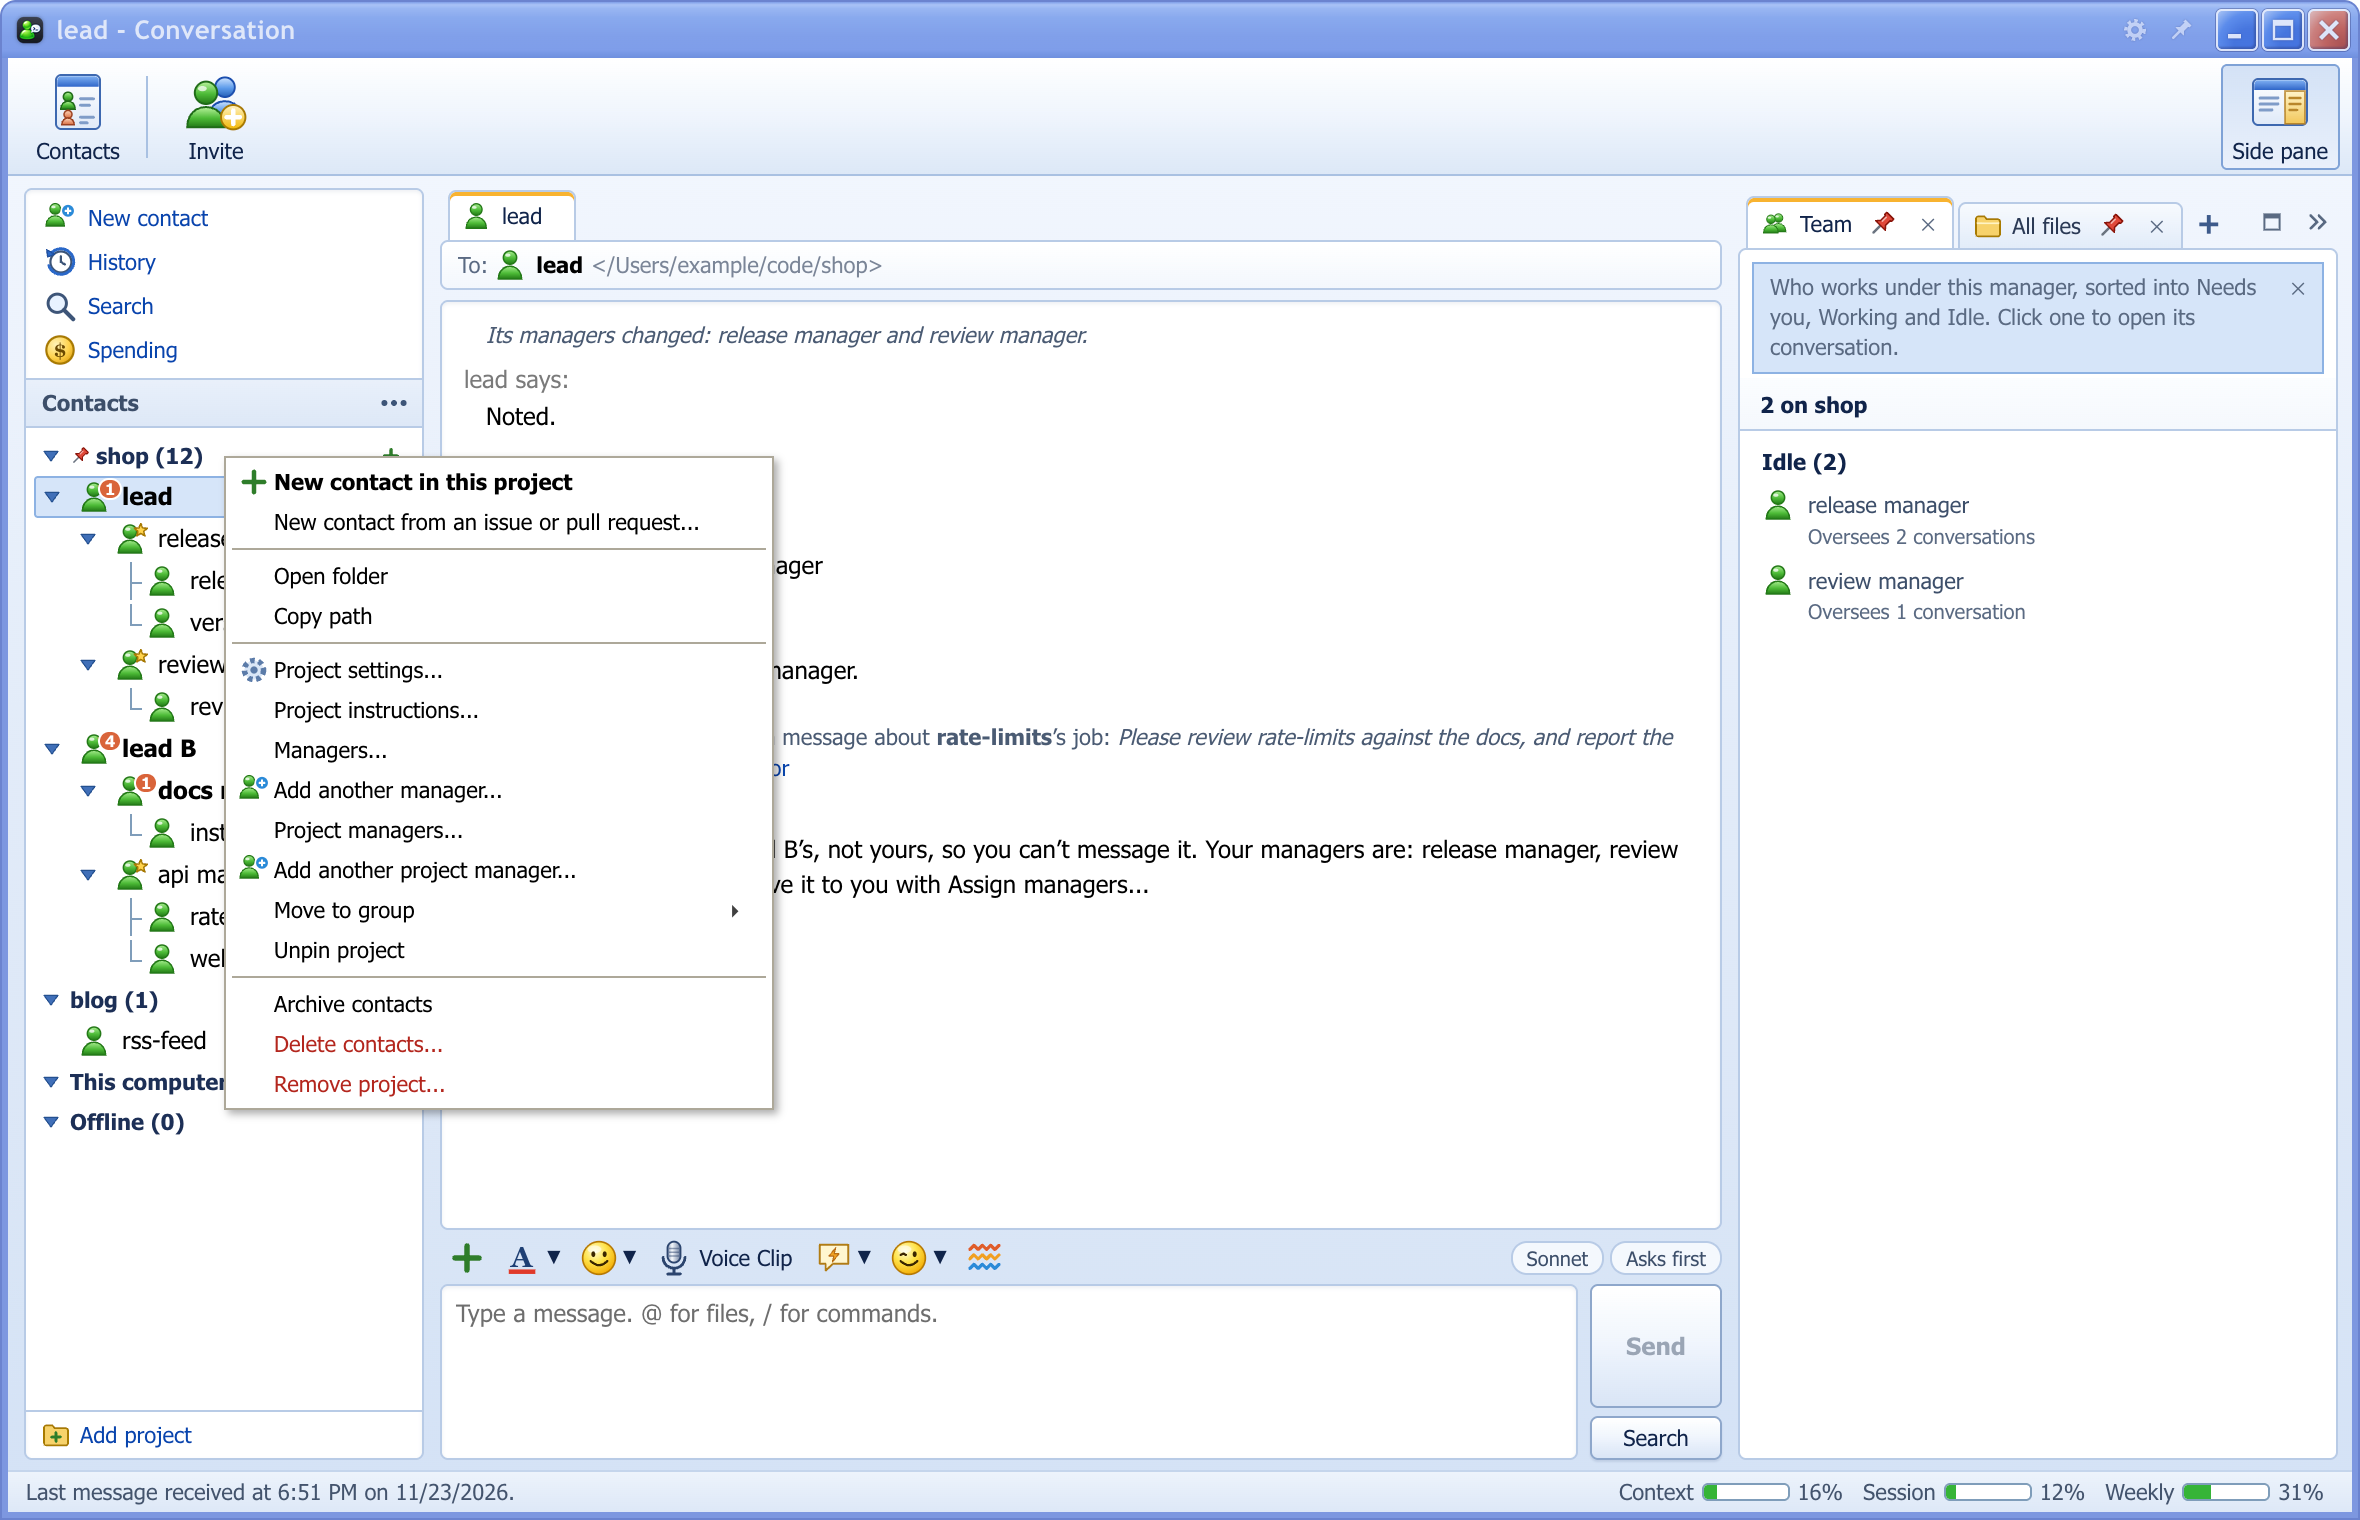 lead - Conversation
Contacts
Invite
Side pane
New contact
History
Search
Spending
Contacts
shop (12)
1
lead
release
rele
ver
review
rev
4
lead B
1
docs
inst
api ma
rate
wel
blog (1)
rss-feed
This computer
Offline (0)
Add project
New contact in this project
New contact from an issue or pull request...
Open folder
Copy path
Project settings...
Project instructions...
Managers...
Add another manager...
Project managers...
Add another project manager...
Move to group
Unpin project
Archive contacts
Delete contacts...
Remove project...
lead
To: lead </Users/example/code/shop>
Its managers changed: release manager and review manager.
lead says:
Noted.
ager
anager.
message about rate-limits’s job: Please review rate-limits against the docs, and report the
or
B’s, not yours, so you can’t message it. Your managers are: release manager, review
ve it to you with Assign managers...
Voice Clip
Sonnet
Asks first
Type a message. @ for files, / for commands.
Send
Search
Team
All files
Who works under this manager, sorted into Needs
you, Working and Idle. Click one to open its
conversation.
2 on shop
Idle (2)
release manager
Oversees 2 conversations
review manager
Oversees 1 conversation
Last message received at 6:51 PM on 11/23/2026.
Context 16% Session 12% Weekly 31%